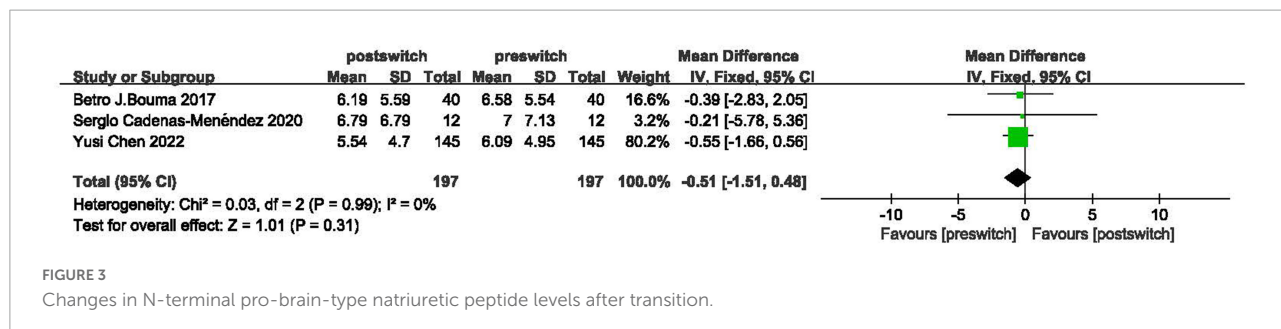 postswitch preswitch Mean Difference Mean Difference
Study or Subgroup Mean SD Total Mean SD Total Weight IV, Fixed, 95% CI IV, Fixed, 95% CI
Betro J.Bouma 2017 6.19 5.59 40 6.58 5.54 40 16.6% -0.39 [-2.83, 2.05]
Sergio Cadenas-Menéndez 2020 6.79 6.79 12 7 7.13 12 3.2% -0.21 [-5.78, 5.36]
Yusi Chen 2022 5.54 4.7 145 6.09 4.95 145 80.2% -0.55 [-1.66, 0.56]
Total (95% CI) 197 197 100.0% -0.51 [-1.51, 0.48]
Heterogeneity: Chi² = 0.03, df = 2 (P = 0.99); I² = 0%
Test for overall effect: Z = 1.01 (P = 0.31)
-10 -5 0 5 10
Favours [preswitch] Favours [postswitch]
FIGURE 3
Changes in N-terminal pro-brain-type natriuretic peptide levels after transition.